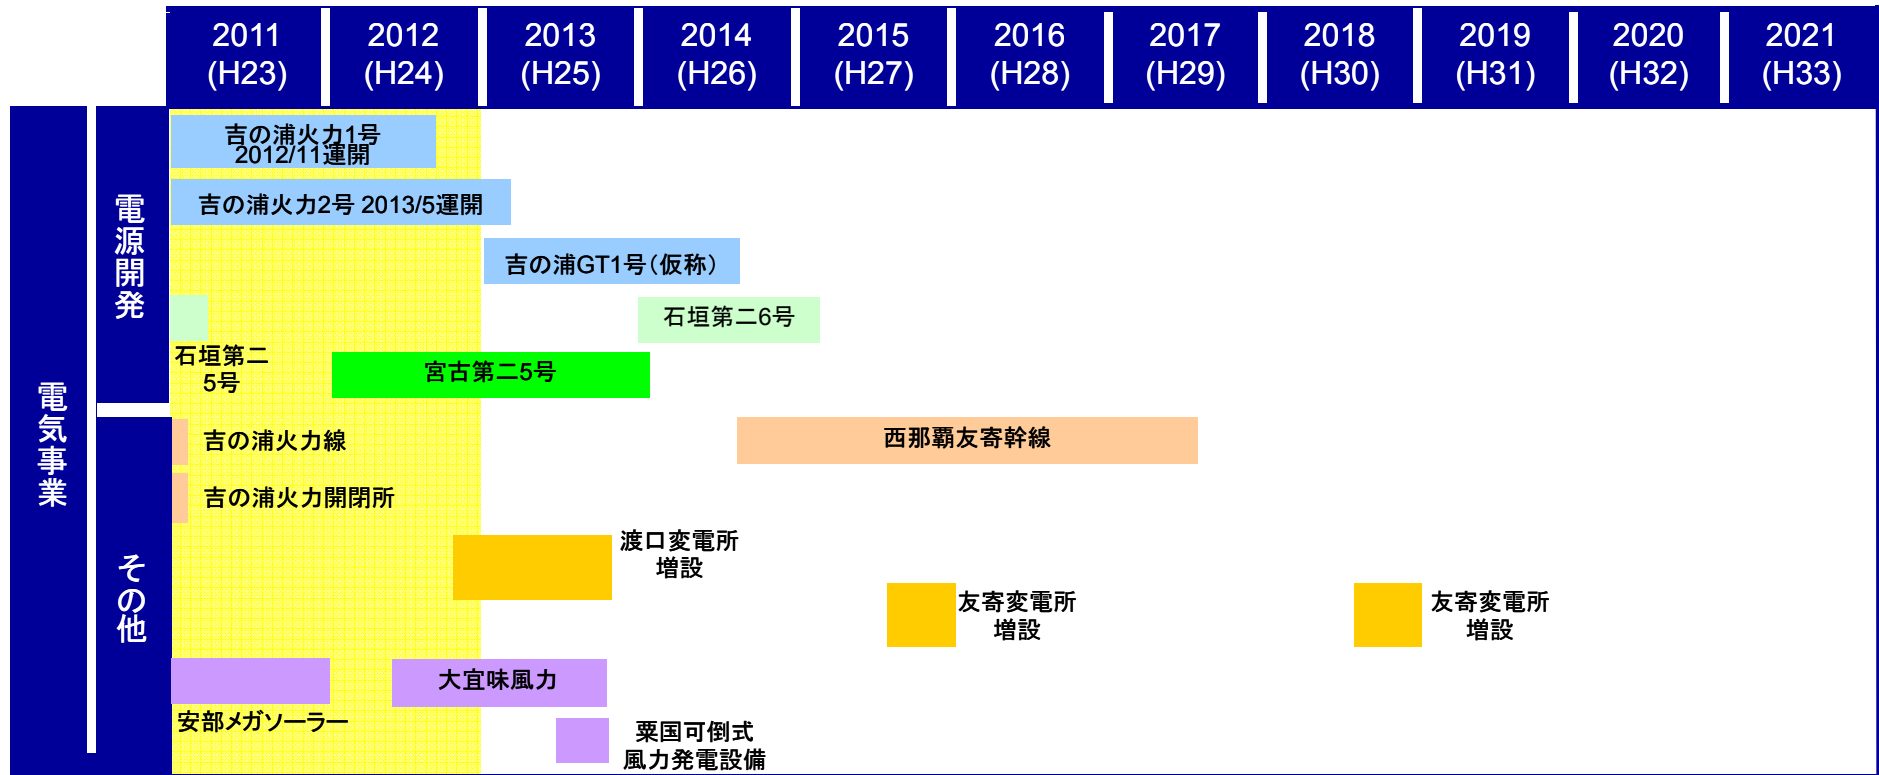 2011
(H23)
2012
(H24)
2013
(H25)
2014
(H26)
2015
(H27)
2016
(H28)
2017
(H29)
2018
(H30)
2019
(H31)
2020
(H32)
2021
(H33)
電気事業
電源開発
吉の浦火力1号
2012/11運開
吉の浦火力2号 2013/5運開
吉の浦GT1号（仮称）
石垣第二6号
石垣第二
5号
宮古第二5号
その他
吉の浦火力線
西那覇友寄幹線
吉の浦火力開閉所
渡口変電所
増設
友寄変電所
増設
友寄変電所
増設
大宜味風力
安部メガソーラー
粟国可倒式
風力発電設備